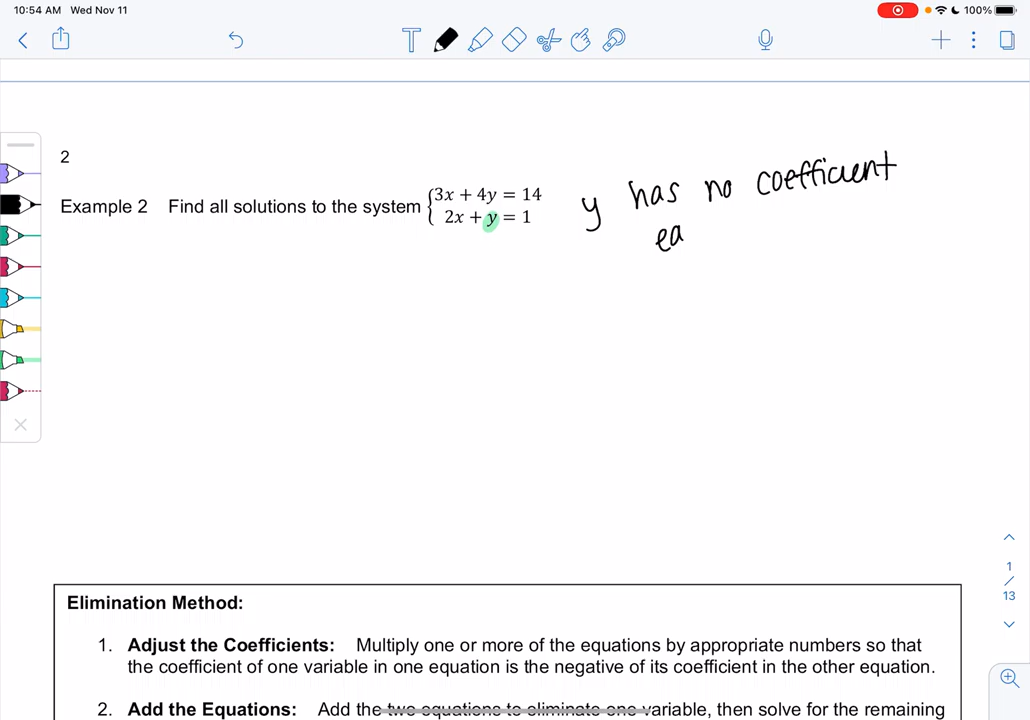 10:54 AM Wed Nov 11
100%
T
2
Example 2 Find all solutions to the system {3x + 4y = 14
2x + y = 1
y has no coefficient
ea
1
/
13
Elimination Method:
1. Adjust the Coefficients: Multiply one or more of the equations by appropriate numbers so that
the coefficient of one variable in one equation is the negative of its coefficient in the other equation.
2. Add the Equations: Add the two equations to eliminate one variable, then solve for the remaining